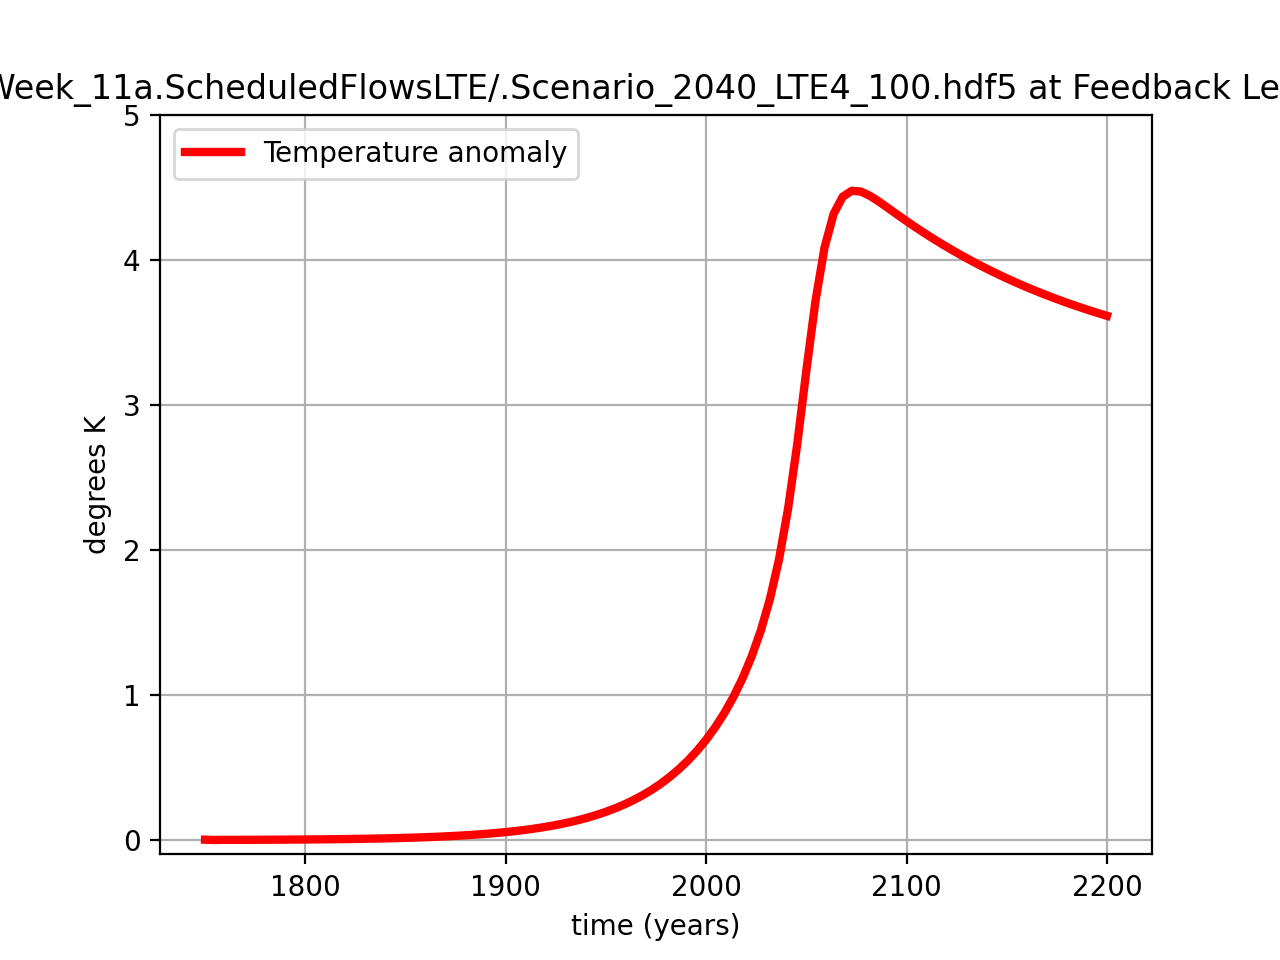 Week_11a.ScheduledFlowsLTE/.Scenario_2040_LTE4_100.hdf5 at Feedback Le
Temperature anomaly
5
4
3
2
1
0
degrees K
1800 1900 2000 2100 2200
time (years)